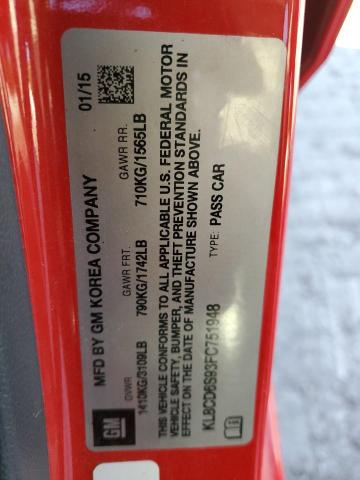 MFD BY GM KOREA COMPANY 01/15
GVWR GAWR FRT. GAWR RR.
1410KG/3109LB 790KG/1742LB 710KG/1565LB
THIS VEHICLE CONFORMS TO ALL APPLICABLE U.S. FEDERAL MOTOR
VEHICLE SAFETY, BUMPER, AND THEFT PREVENTION STANDARDS IN
EFFECT ON THE DATE OF MANUFACTURE SHOWN ABOVE.
KL8CD6S93FC751948 TYPE: PASS CAR
GM